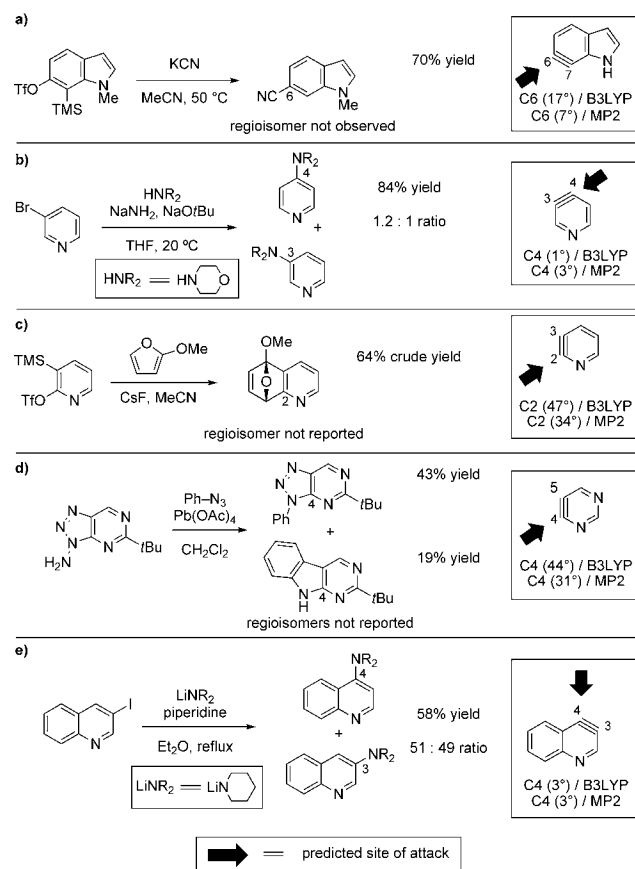 a)
TfO
TMS
N
Me
KCN
MeCN, 50 °C
NC
6
N
Me
70% yield
regioisomer not observed
6
7
N
H
C6 (17°) / B3LYP
C6 (7°) / MP2
b)
Br
N
HNR2
NaNH2, NaOtBu
THF, 20 ºC
HNR2 = HN O
NR2
4
N
+
R2N
3
N
84% yield
1.2 : 1 ratio
4
3
N
C4 (1°) / B3LYP
C4 (3°) / MP2
c)
TMS
TfO
N
O
OMe
CsF, MeCN
OMe
O
2
N
64% crude yield
regioisomer not reported
3
2
N
C2 (47°) / B3LYP
C2 (34°) / MP2
d)
N
N
N
NH2
N
N
tBu
Ph–N3
Pb(OAc)4
CH2Cl2
N
N
N
Ph
4
N
N
tBu
+
N
H
4
N
N
tBu
43% yield
19% yield
regioisomers not reported
5
4
N
N
C4 (44°) / B3LYP
C4 (31°) / MP2
e)
I
N
LiNR2
piperidine
Et2O, reflux
LiNR2 = LiN
NR2
4
N
+
NR2
3
N
58% yield
51 : 49 ratio
4
3
N
C4 (3°) / B3LYP
C4 (3°) / MP2
= predicted site of attack